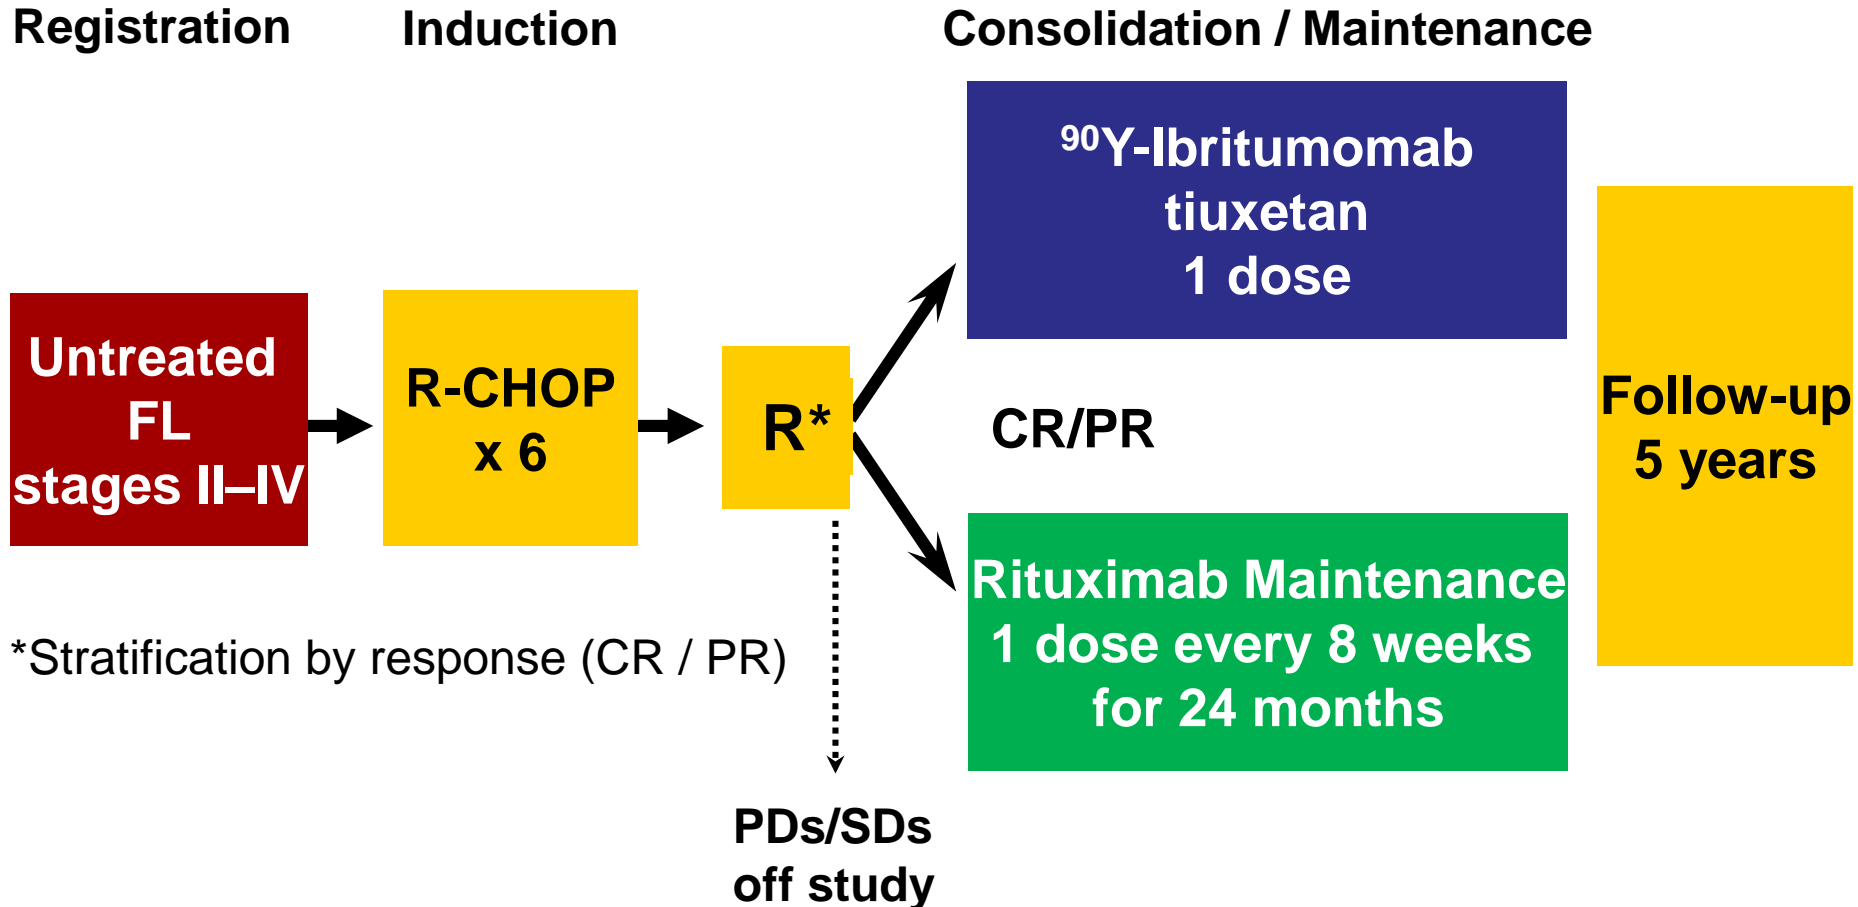 Registration
Induction
Consolidation / Maintenance
Untreated
FL
stages II–IV
R-CHOP
x 6
R*
⁹⁰Y-Ibritumomab
tiuxetan
1 dose
CR/PR
Rituximab Maintenance
1 dose every 8 weeks
for 24 months
Follow-up
5 years
*Stratification by response (CR / PR)
PDs/SDs
off study